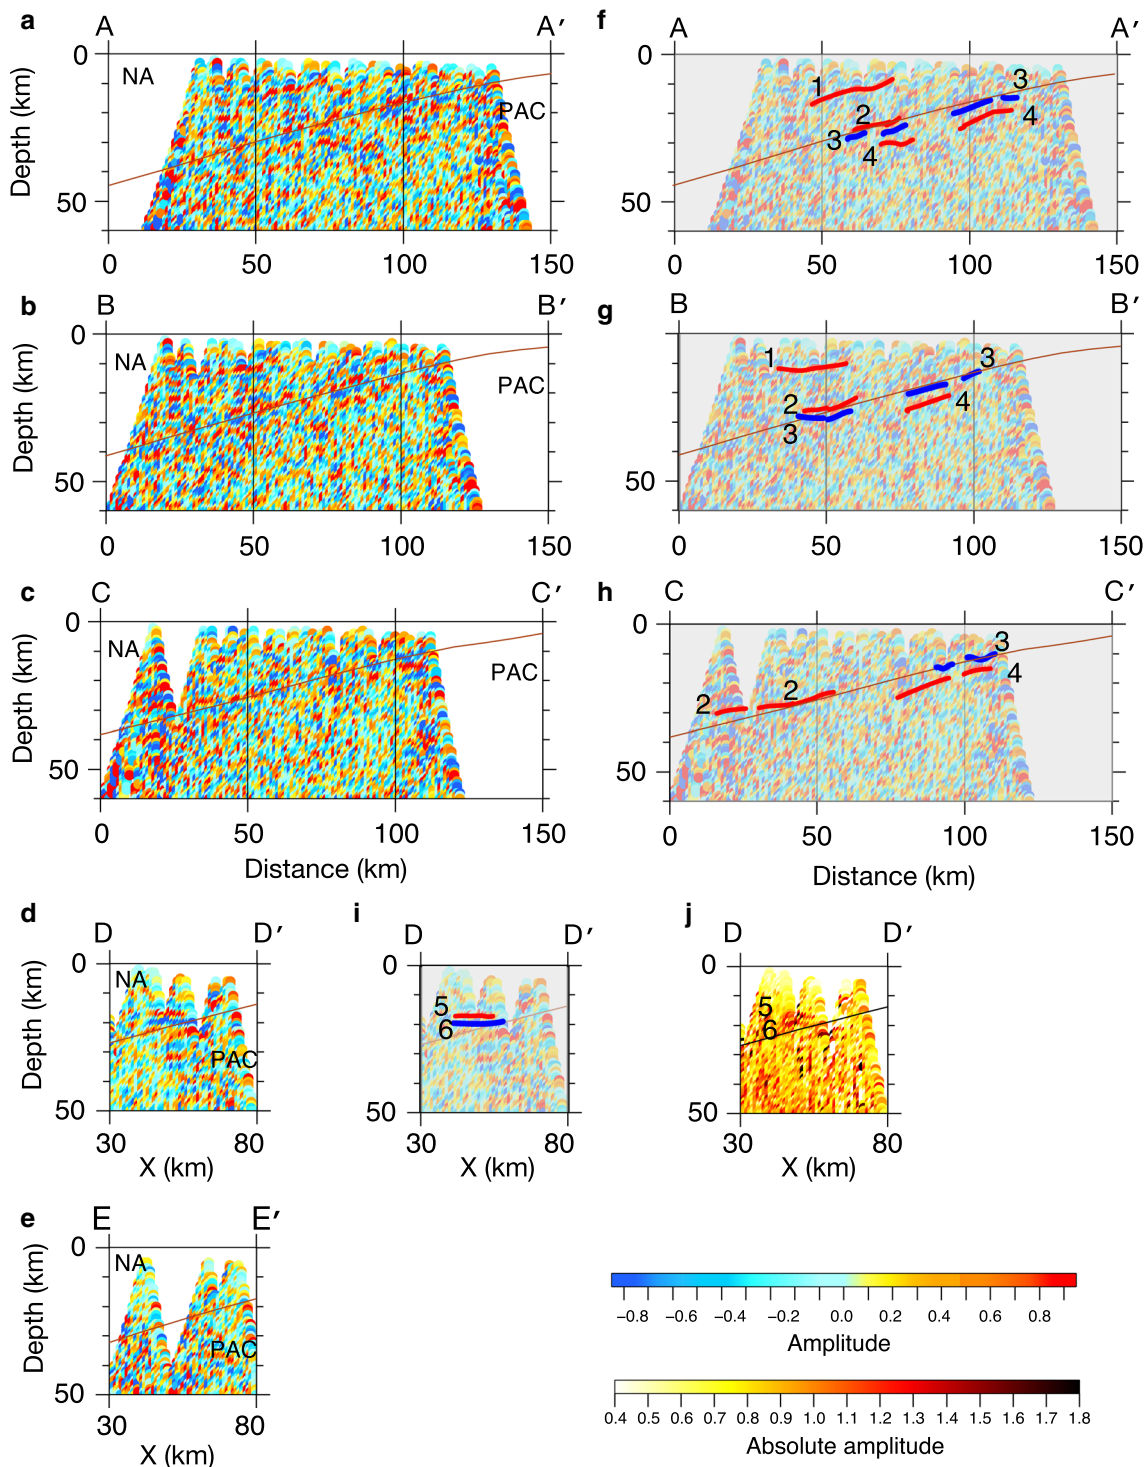 a
A
A′
0
50
Depth (km)
NA
PAC
0
50
100
150
f
A
A′
0
50
1
2
3
3
4
4
0
50
100
150
b
B
B′
0
50
Depth (km)
NA
PAC
0
50
100
150
g
B
B′
0
50
1
2
3
3
4
0
50
100
150
c
C
C′
0
50
Depth (km)
NA
PAC
0
50
100
150
Distance (km)
h
C
C′
0
50
2
2
3
4
0
50
100
150
Distance (km)
d
D
D′
0
50
Depth (km)
NA
PAC
30
80
X (km)
i
D
D′
0
50
5
6
30
80
X (km)
j
D
D′
0
50
5
6
30
80
X (km)
e
E
E′
0
50
Depth (km)
NA
PAC
30
80
X (km)
−0.8 −0.6 −0.4 −0.2 0.0 0.2 0.4 0.6 0.8
Amplitude
0.4 0.5 0.6 0.7 0.8 0.9 1.0 1.1 1.2 1.3 1.4 1.5 1.6 1.7 1.8
Absolute amplitude